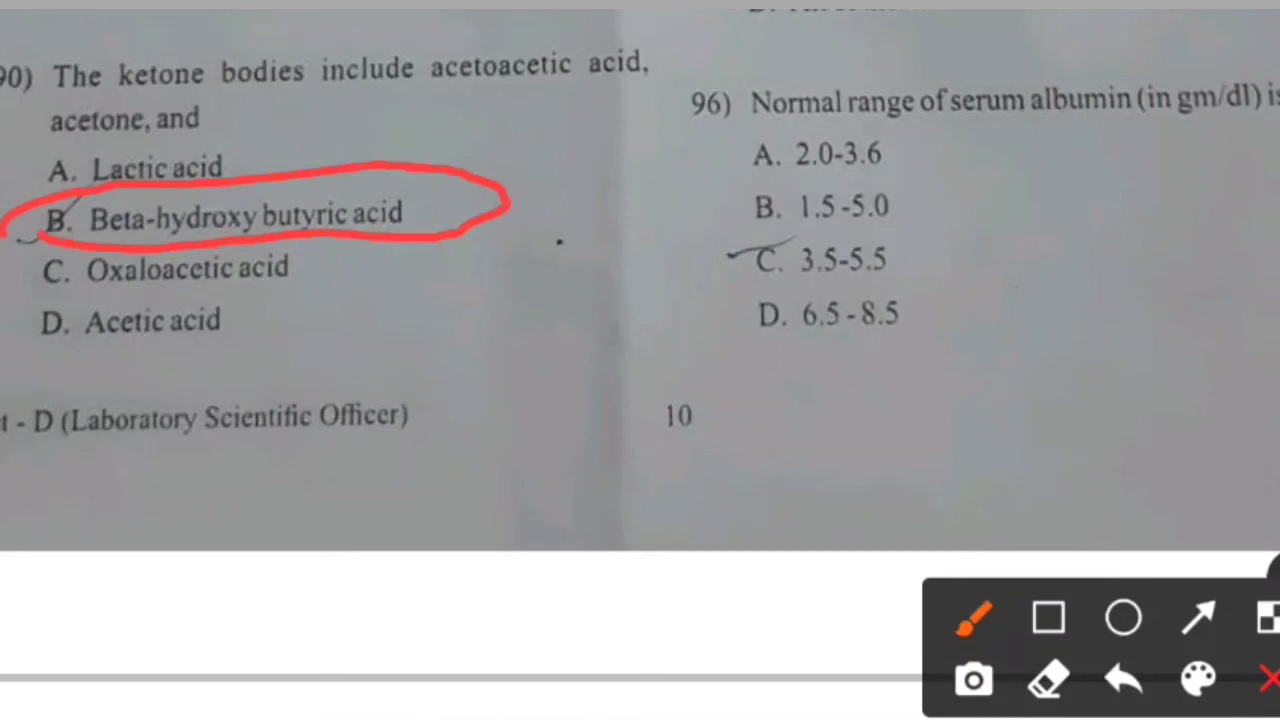 90) The ketone bodies include acetoacetic acid,
acetone, and
A. Lactic acid
B. Beta-hydroxy butyric acid
C. Oxaloacetic acid
D. Acetic acid
- D (Laboratory Scientific Officer)
96) Normal range of serum albumin (in gm/dl) is
A. 2.0-3.6
B. 1.5-5.0
C. 3.5-5.5
D. 6.5-8.5
10